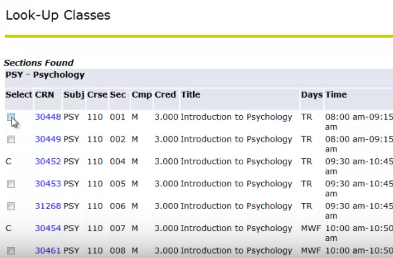 Look-Up Classes
Sections Found
PSY - Psychology
Select CRN Subj Crse Sec Cmp Cred Title Days Time
30448 PSY 110 001 M 3.000 Introduction to Psychology TR 08:00 am-09:15
am
30449 PSY 110 002 M 3.000 Introduction to Psychology TR 08:00 am-09:15
am
C 30452 PSY 110 004 M 3.000 Introduction to Psychology TR 09:30 am-10:45
am
30453 PSY 110 005 M 3.000 Introduction to Psychology TR 09:30 am-10:45
am
31268 PSY 110 006 M 3.000 Introduction to Psychology TR 09:30 am-10:45
am
C 30454 PSY 110 007 M 3.000 Introduction to Psychology MWF 10:00 am-10:50
am
30461 PSY 110 008 M 3.000 Introduction to Psychology MWF 10:00 am-10:50